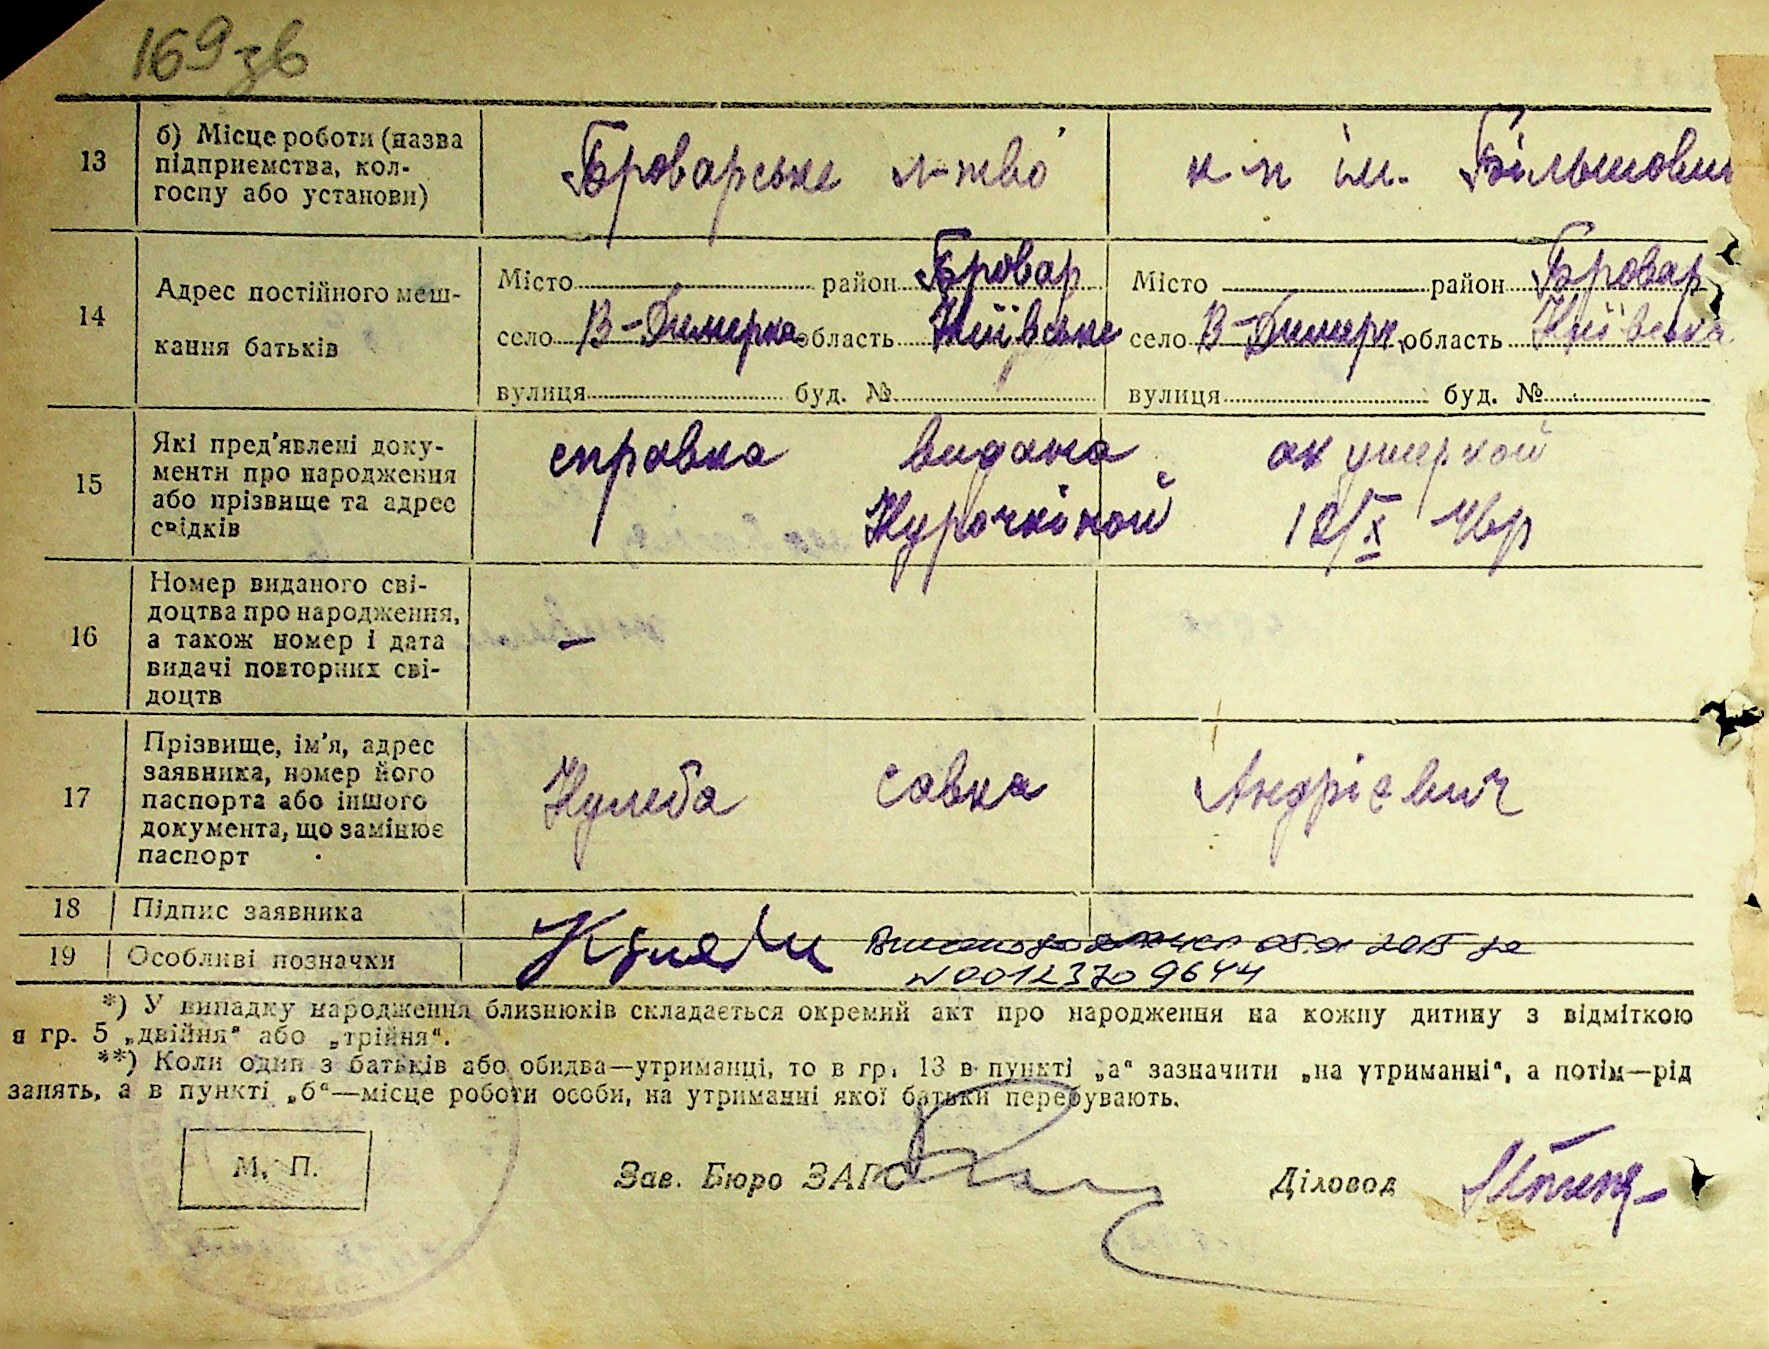 169зв
13
б) Місце роботи (назва
підприємства, кол-
госпу або установи)
Броварське л-тво
к-п ім. Більшовик
14
Адрес постійного меш-
кання батьків
Місто район Бровар
село В-Димерка область Київське
вулиця буд. №
Місто район Бровар
село В-Димерк область Київська
вулиця буд. №
15
Які пред'явлені доку-
менти про народження
або прізвище та адрес
свідків
справка видана акушеркой
Курочкіной 12/X 46р
16
Номер виданого сві-
доцтва про народження,
а також номер і дата
видачі повторних сві-
доцтв
–
17
Прізвище, ім'я, адрес
заявника, номер його
паспорта або іншого
документа, що замінює
паспорт
Кулеба Савка Андрієвич
18
Підпис заявника
19
Особливі позначки
N00123709644
*) У випадку народження близнюків складається окремий акт про народження на кожну дитину з відміткою
в гр. 5 „двійня" або „трійня".
**) Коли один з батьків або обидва—утриманці, то в гр. 13 в пункті „а" зазначити „на утриманні", а потім—рід
занять, а в пункті „б"—місце роботи особи, на утриманні якої батьки перебувають.
М. П.
Зав. Бюро ЗАГС
Діловод